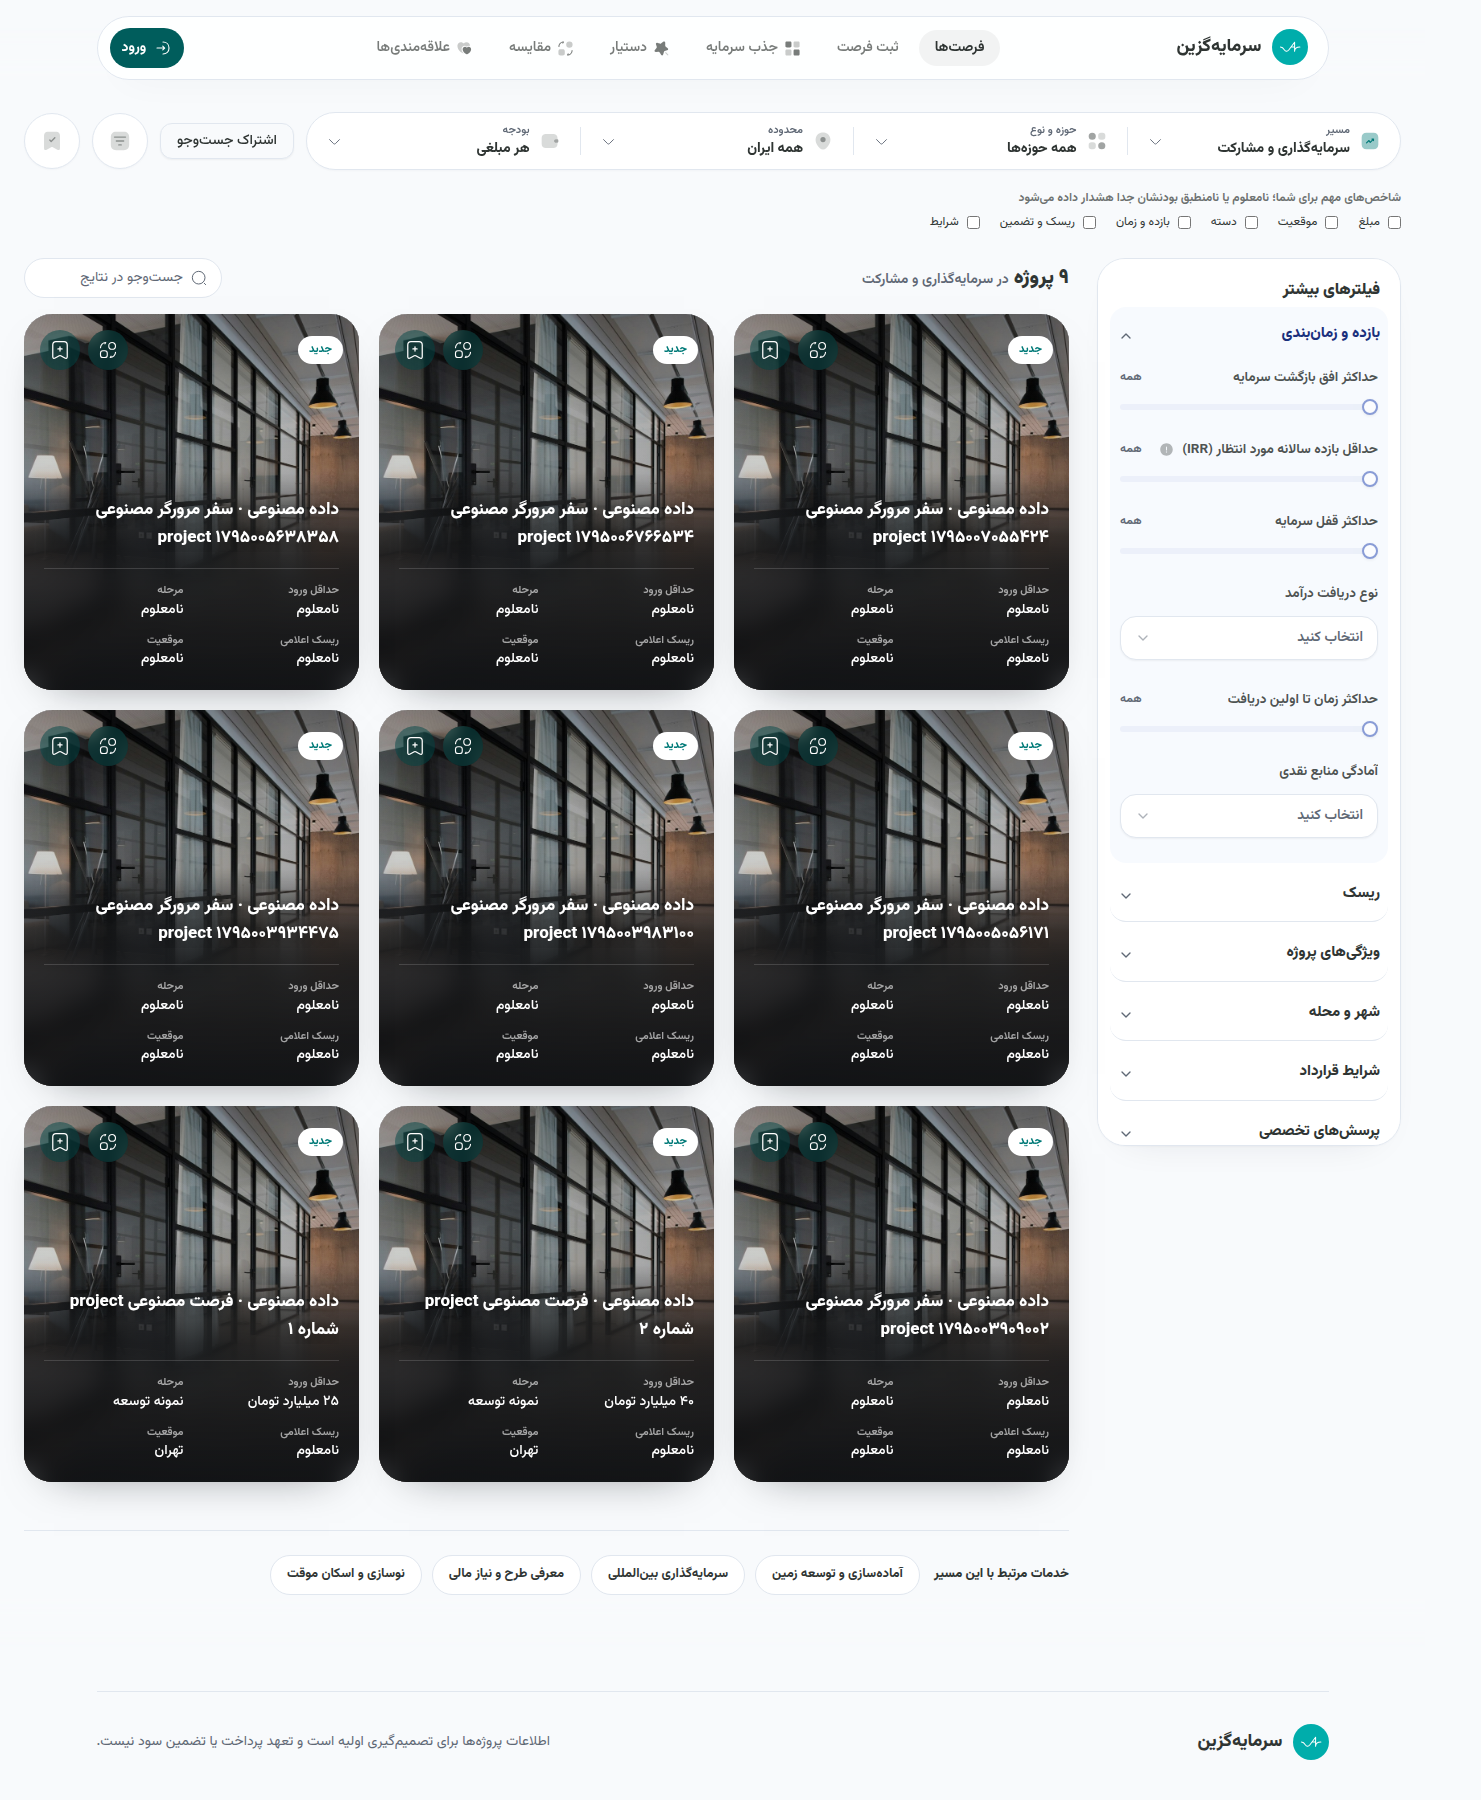 سرمایه‌گزین
فرصت‌ها
ثبت فرصت
جذب سرمایه
دستیار
مقایسه
علاقه‌مندی‌ها
ورود
مسیر
سرمایه‌گذاری و مشارکت
حوزه و نوع
همه حوزه‌ها
محدوده
همه ایران
بودجه
هر مبلغی
اشتراک جست‌وجو
شاخص‌های مهم برای شما؛ نامعلوم یا نامنطبق بودنشان جدا هشدار داده می‌شود
مبلغ
موقعیت
دسته
بازده و زمان
ریسک و تضمین
شرایط
فیلترهای بیشتر
بازده و زمان‌بندی
حداکثر افق بازگشت سرمایه
همه
حداقل بازده سالانه مورد انتظار (IRR)
همه
حداکثر قفل سرمایه
همه
نوع دریافت درآمد
انتخاب کنید
حداکثر زمان تا اولین دریافت
همه
آمادگی منابع نقدی
انتخاب کنید
ریسک
ویژگی‌های پروژه
شهر و محله
شرایط قرارداد
پرسش‌های تخصصی
۹ پروژه در سرمایه‌گذاری و مشارکت
جست‌وجو در نتایج
جدید
داده مصنوعی · سفر مرورگر مصنوعی
project ۱۷۹۵۰۰۷۰۵۵۴۲۴
حداقل ورود
نامعلوم
مرحله
نامعلوم
ریسک اعلامی
نامعلوم
موقعیت
نامعلوم
جدید
داده مصنوعی · سفر مرورگر مصنوعی
project ۱۷۹۵۰۰۶۷۶۶۵۳۴
حداقل ورود
نامعلوم
مرحله
نامعلوم
ریسک اعلامی
نامعلوم
موقعیت
نامعلوم
جدید
داده مصنوعی · سفر مرورگر مصنوعی
project ۱۷۹۵۰۰۵۶۳۸۳۵۸
حداقل ورود
نامعلوم
مرحله
نامعلوم
ریسک اعلامی
نامعلوم
موقعیت
نامعلوم
جدید
داده مصنوعی · سفر مرورگر مصنوعی
project ۱۷۹۵۰۰۵۰۵۶۱۷۱
حداقل ورود
نامعلوم
مرحله
نامعلوم
ریسک اعلامی
نامعلوم
موقعیت
نامعلوم
جدید
داده مصنوعی · سفر مرورگر مصنوعی
project ۱۷۹۵۰۰۳۹۸۳۱۰۰
حداقل ورود
نامعلوم
مرحله
نامعلوم
ریسک اعلامی
نامعلوم
موقعیت
نامعلوم
جدید
داده مصنوعی · سفر مرورگر مصنوعی
project ۱۷۹۵۰۰۳۹۳۴۴۷۵
حداقل ورود
نامعلوم
مرحله
نامعلوم
ریسک اعلامی
نامعلوم
موقعیت
نامعلوم
جدید
داده مصنوعی · سفر مرورگر مصنوعی
project ۱۷۹۵۰۰۳۹۰۹۰۰۲
حداقل ورود
نامعلوم
مرحله
نامعلوم
ریسک اعلامی
نامعلوم
موقعیت
نامعلوم
جدید
داده مصنوعی · فرصت مصنوعی project
شماره ۲
حداقل ورود
۴۰ میلیارد تومان
مرحله
نمونه توسعه
ریسک اعلامی
نامعلوم
موقعیت
تهران
جدید
داده مصنوعی · فرصت مصنوعی project
شماره ۱
حداقل ورود
۲۵ میلیارد تومان
مرحله
نمونه توسعه
ریسک اعلامی
نامعلوم
موقعیت
تهران
خدمات مرتبط با این مسیر
آماده‌سازی و توسعه زمین
سرمایه‌گذاری بین‌المللی
معرفی طرح و نیاز مالی
نوسازی و اسکان موقت
سرمایه‌گزین
اطلاعات پروژه‌ها برای تصمیم‌گیری اولیه است و تعهد پرداخت یا تضمین سود نیست.